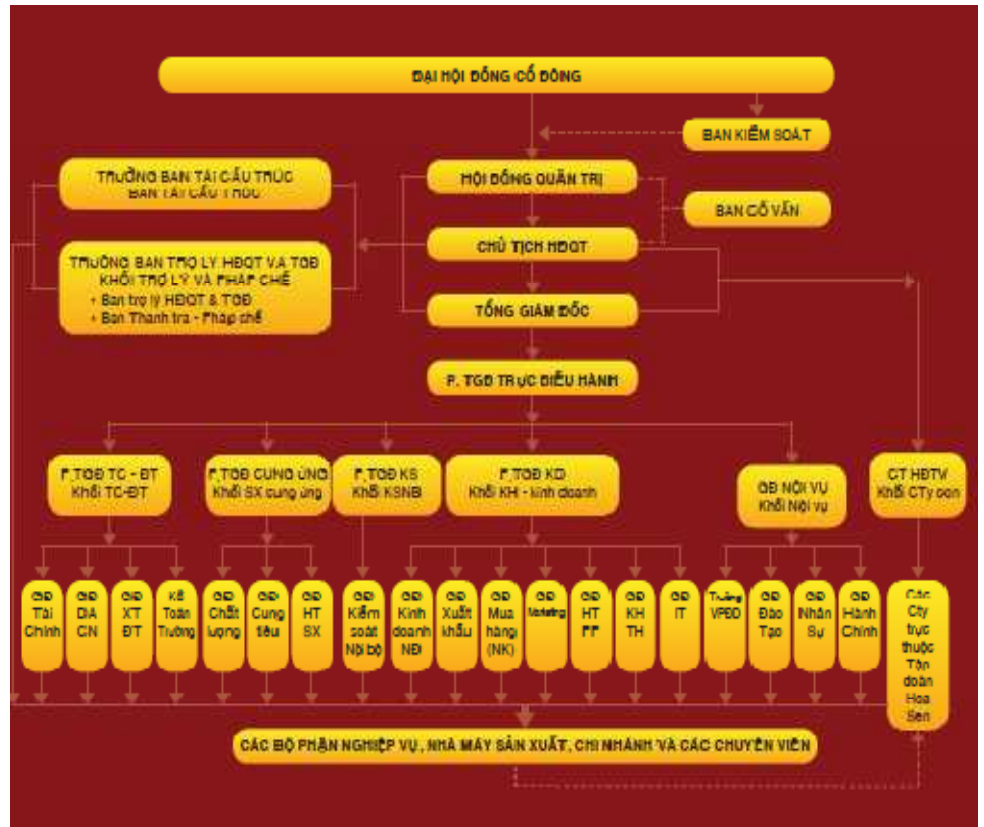 ĐẠI HỘI ĐỒNG CỔ ĐÔNG
BAN KIỂM SOÁT
TRƯỞNG BAN TÁI CẤU TRÚC
BAN TÁI CẤU TRÚC
HỘI ĐỒNG QUẢN TRỊ
BAN CỐ VẤN
CHỦ TỊCH HĐQT
TRƯỞNG BAN TRỢ LÝ HĐQT VÀ TGĐ
KHỐI TRỢ LÝ VÀ PHÁP CHẾ
+ Ban trợ lý HĐQT & TGĐ
+ Ban Thanh tra - Pháp chế
TỔNG GIÁM ĐỐC
P. TGĐ TRỰC ĐIỀU HÀNH
P.TGĐ TC - ĐT
Khối TC-ĐT
P.TGĐ CUNG ỨNG
Khối SX cung ứng
P.TGĐ KS
Khối KSNB
P.TGĐ KD
Khối KH - kinh doanh
GĐ NỘI VỤ
Khối Nội vụ
CT HĐTV
Khối CTy con
GĐ
Tài
Chính
GĐ
DA
CN
GĐ
XT
ĐT
Kế
Toán
Trưởng
GĐ
Chất
lượng
GĐ
Cung
tiêu
GĐ
HT
SX
GĐ
Kiểm
soát
Nội bộ
GĐ
Kinh
doanh
NĐ
GĐ
Xuất
khẩu
GĐ
Mua
hàng
(NK)
GĐ
Marketing
GĐ
HT
PP
GĐ
KH
TH
GĐ
IT
Trưởng
VPĐD
GĐ
Đào
Tạo
GĐ
Nhân
Sự
GĐ
Hành
Chính
Các
Cty
trực
thuộc
Tập
đoàn
Hoa
Sen
CÁC BỘ PHẬN NGHIỆP VỤ, NHÀ MÁY SẢN XUẤT, CHI NHÁNH VÀ CÁC CHUYÊN VIÊN